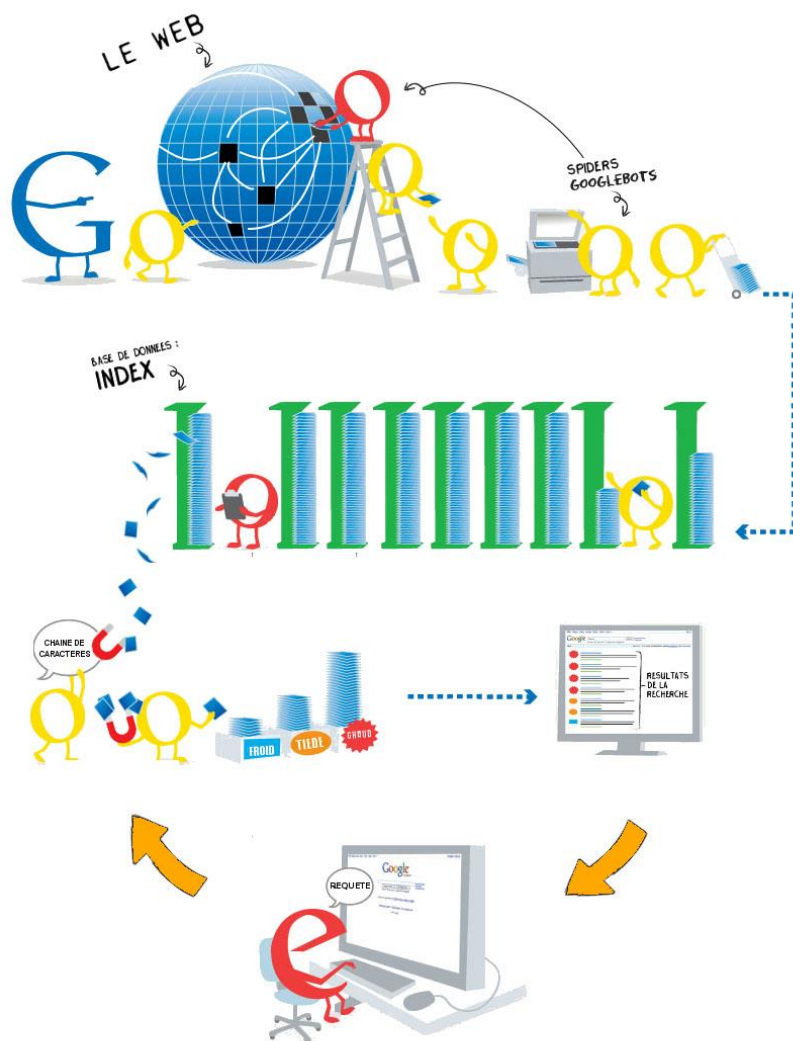 LE WEB
SPIDERS
GOOGLEBOTS
BASE DE DONNEES :
INDEX
CHAINE DE
CARACTERES
FROID
TIEDE
CHAUD
Google
RESULTATS
DE LA
RECHERCHE
Google
REQUETE